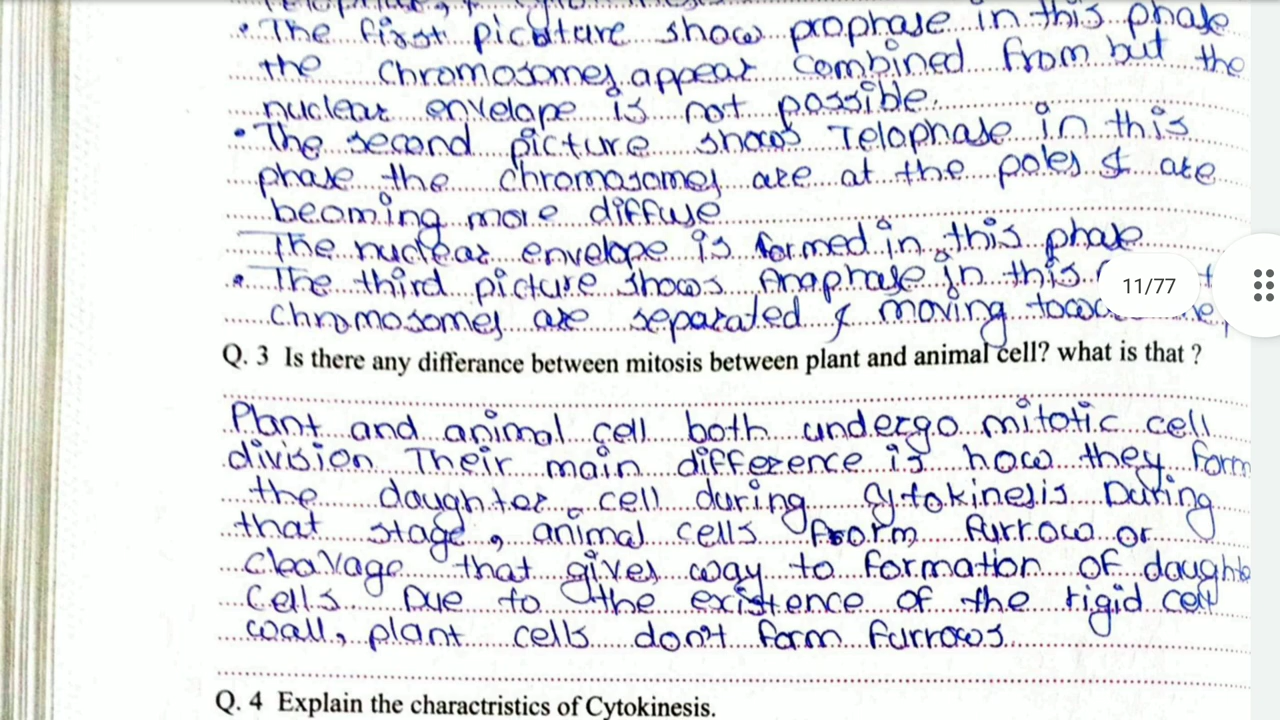 • The first picuture show prophase in this phase
the chromosomes appear combined from but the
nuclear envelope is not possible.
• The second picture shows Telophase in this
phase the chromosomes are at the poles & are
beoming more diffuse
The nuclear envelope is formed in this phase
• The third picture shows Anaphase in this
chromosomes are separated & moving
11/77
Q. 3 Is there any differance between mitosis between plant and animal cell? what is that ?
Plant and animal cell both undergo mitotic cell
division Their main difference is how they form
the daughter cell during cytokinesis During
that stage, animal cells from furrow or
cleavage that gives way to formation of
cells Due to the existence of the rigid cell
wall, plant cells don't form furrows.
Q. 4 Explain the charactristics of Cytokinesis.